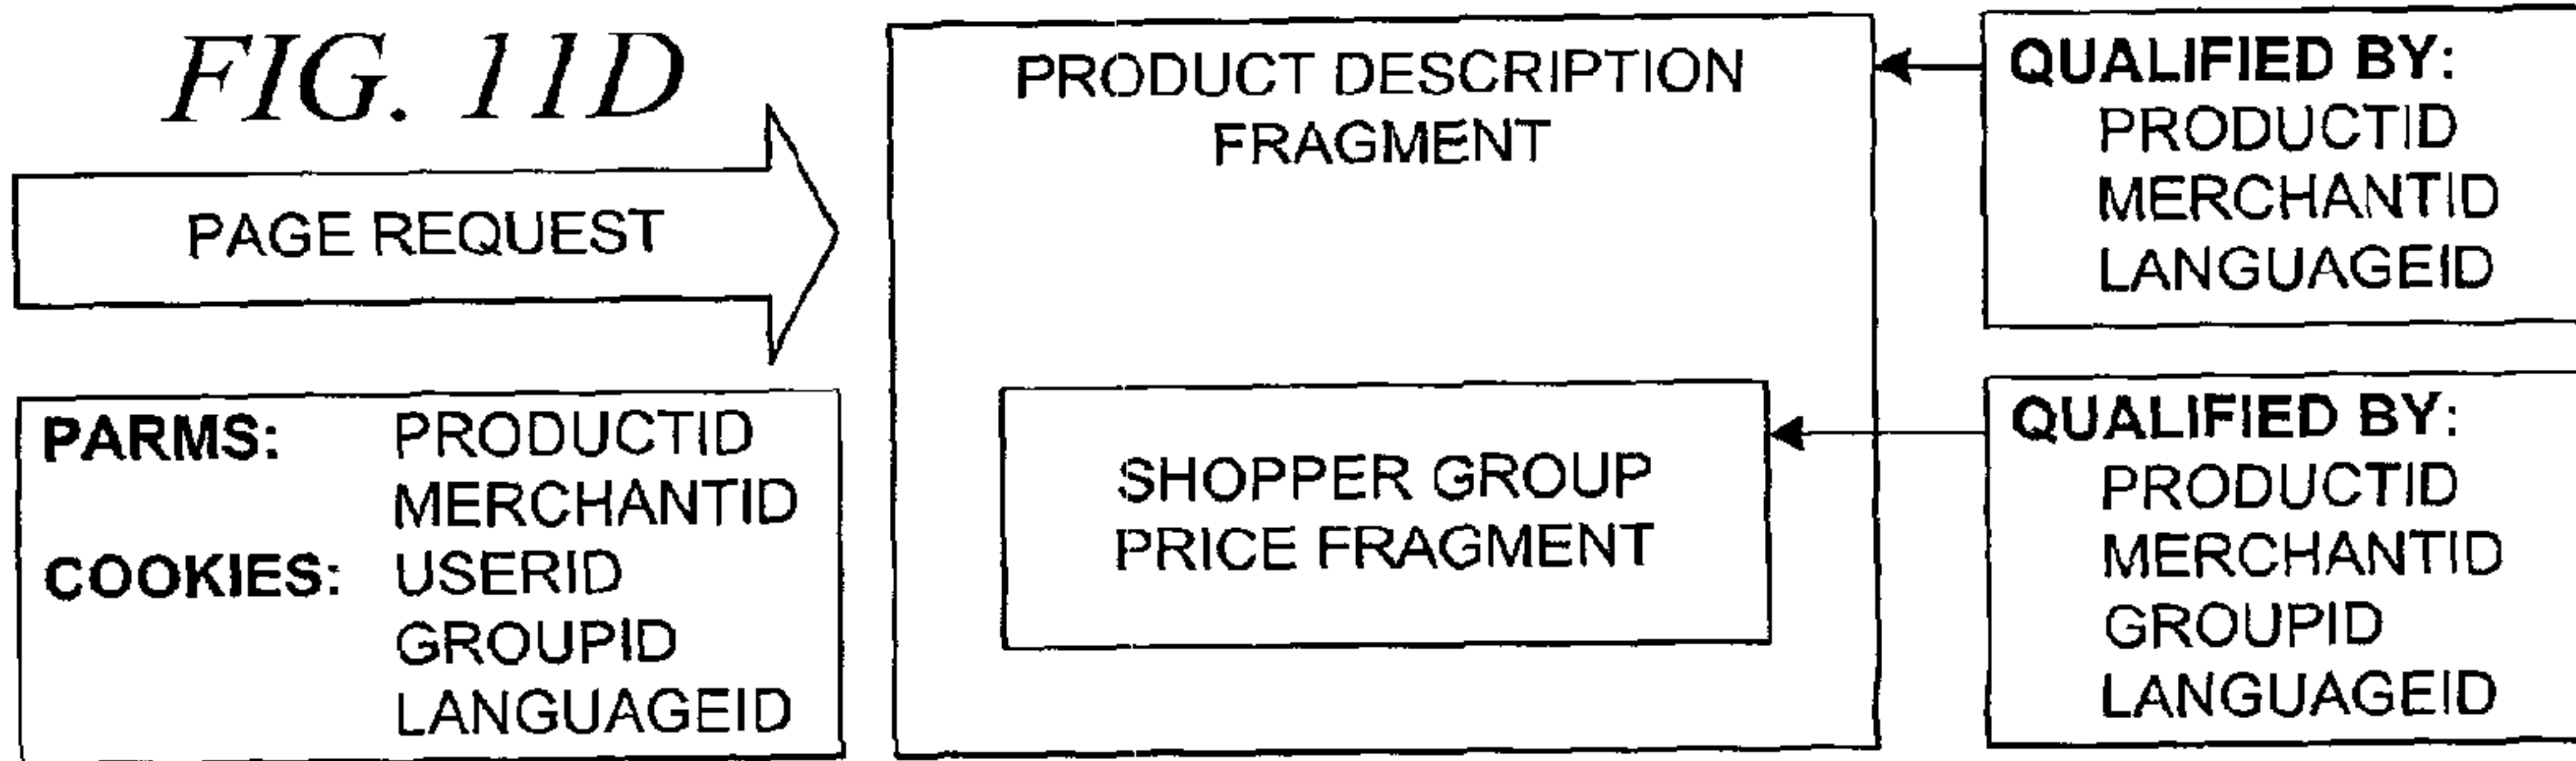 FIG. 11D
PAGE REQUEST
PARMS: PRODUCTID
MERCHANTID
COOKIES: USERID
GROUPID
LANGUAGEID
PRODUCT DESCRIPTION
FRAGMENT
SHOPPER GROUP
PRICE FRAGMENT
QUALIFIED BY:
PRODUCTID
MERCHANTID
LANGUAGEID
QUALIFIED BY:
PRODUCTID
MERCHANTID
GROUPID
LANGUAGEID